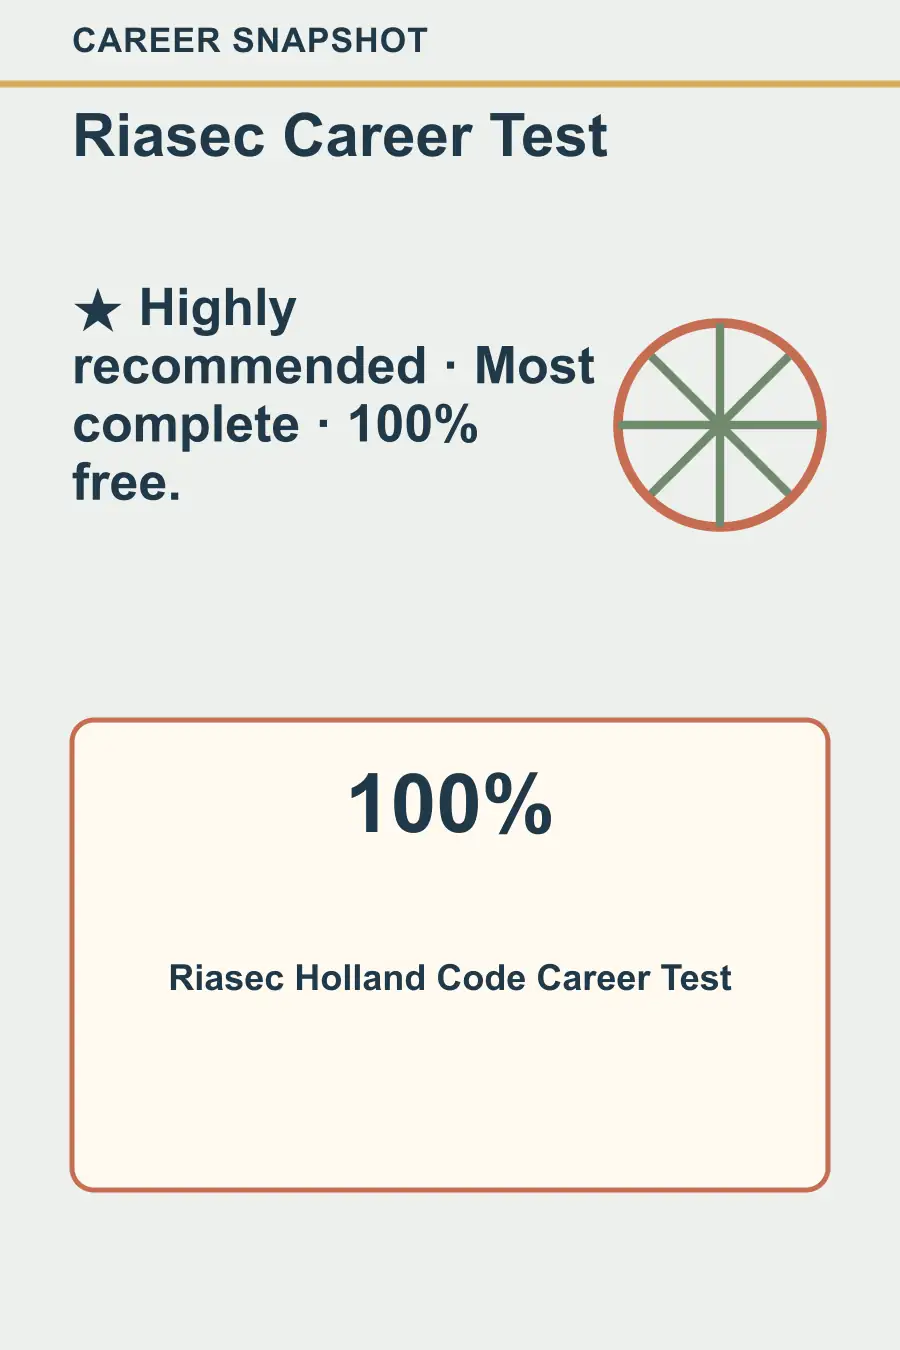 CAREER SNAPSHOT
Riasec Career Test
★ Highly
recommended · Most
complete · 100%
free.
100%
Riasec Holland Code Career Test